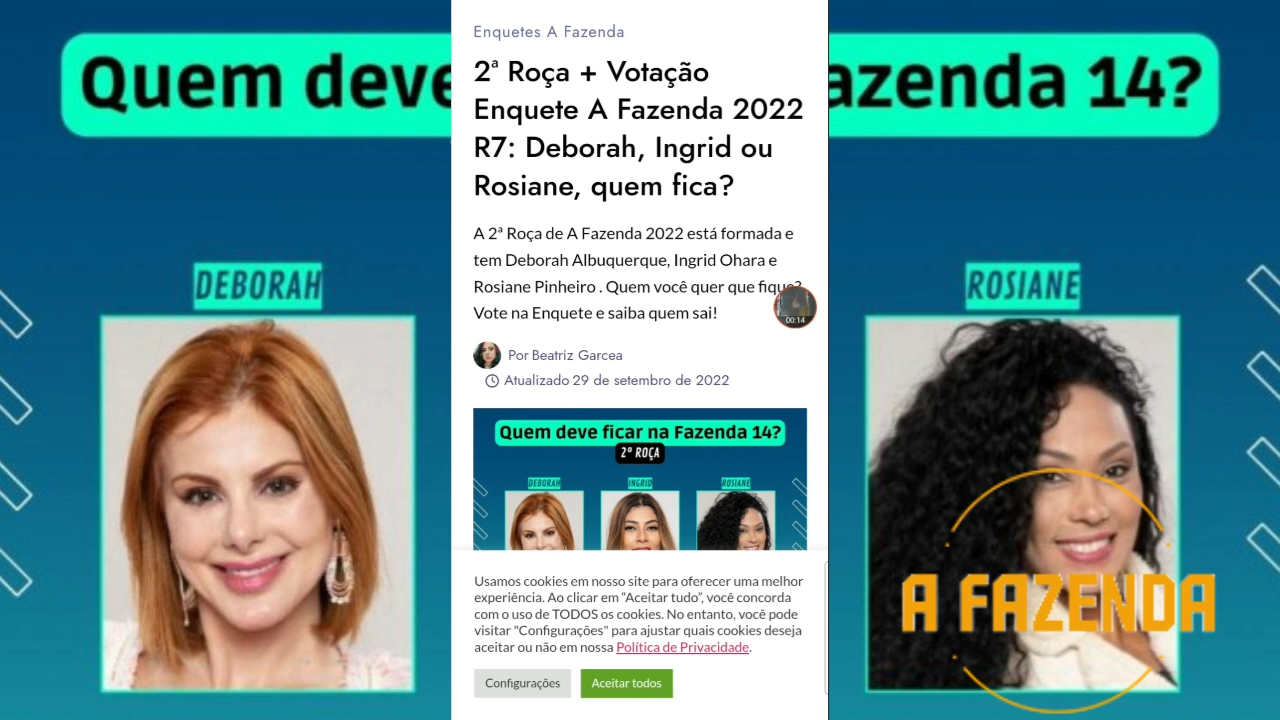 Quem deve
azenda 14?
DEBORAH
ROSIANE
A FAZENDA
Enquetes A Fazenda
2ª Roça + Votação
Enquete A Fazenda 2022
R7: Deborah, Ingrid ou
Rosiane, quem fica?
A 2ª Roça de A Fazenda 2022 está formada e
tem Deborah Albuquerque, Ingrid Ohara e
Rosiane Pinheiro . Quem você quer que fique?
Vote na Enquete e saiba quem sai!
00:14
Por Beatriz Garcea
Atualizado 29 de setembro de 2022
Quem deve ficar na Fazenda 14?
2ª ROÇA
DEBORAH
INGRID
ROSIANE
Usamos cookies em nosso site para oferecer uma melhor
experiência. Ao clicar em “Aceitar tudo”, você concorda
com o uso de TODOS os cookies. No entanto, você pode
visitar "Configurações" para ajustar quais cookies deseja
aceitar ou não em nossa Política de Privacidade.
Configurações
Aceitar todos